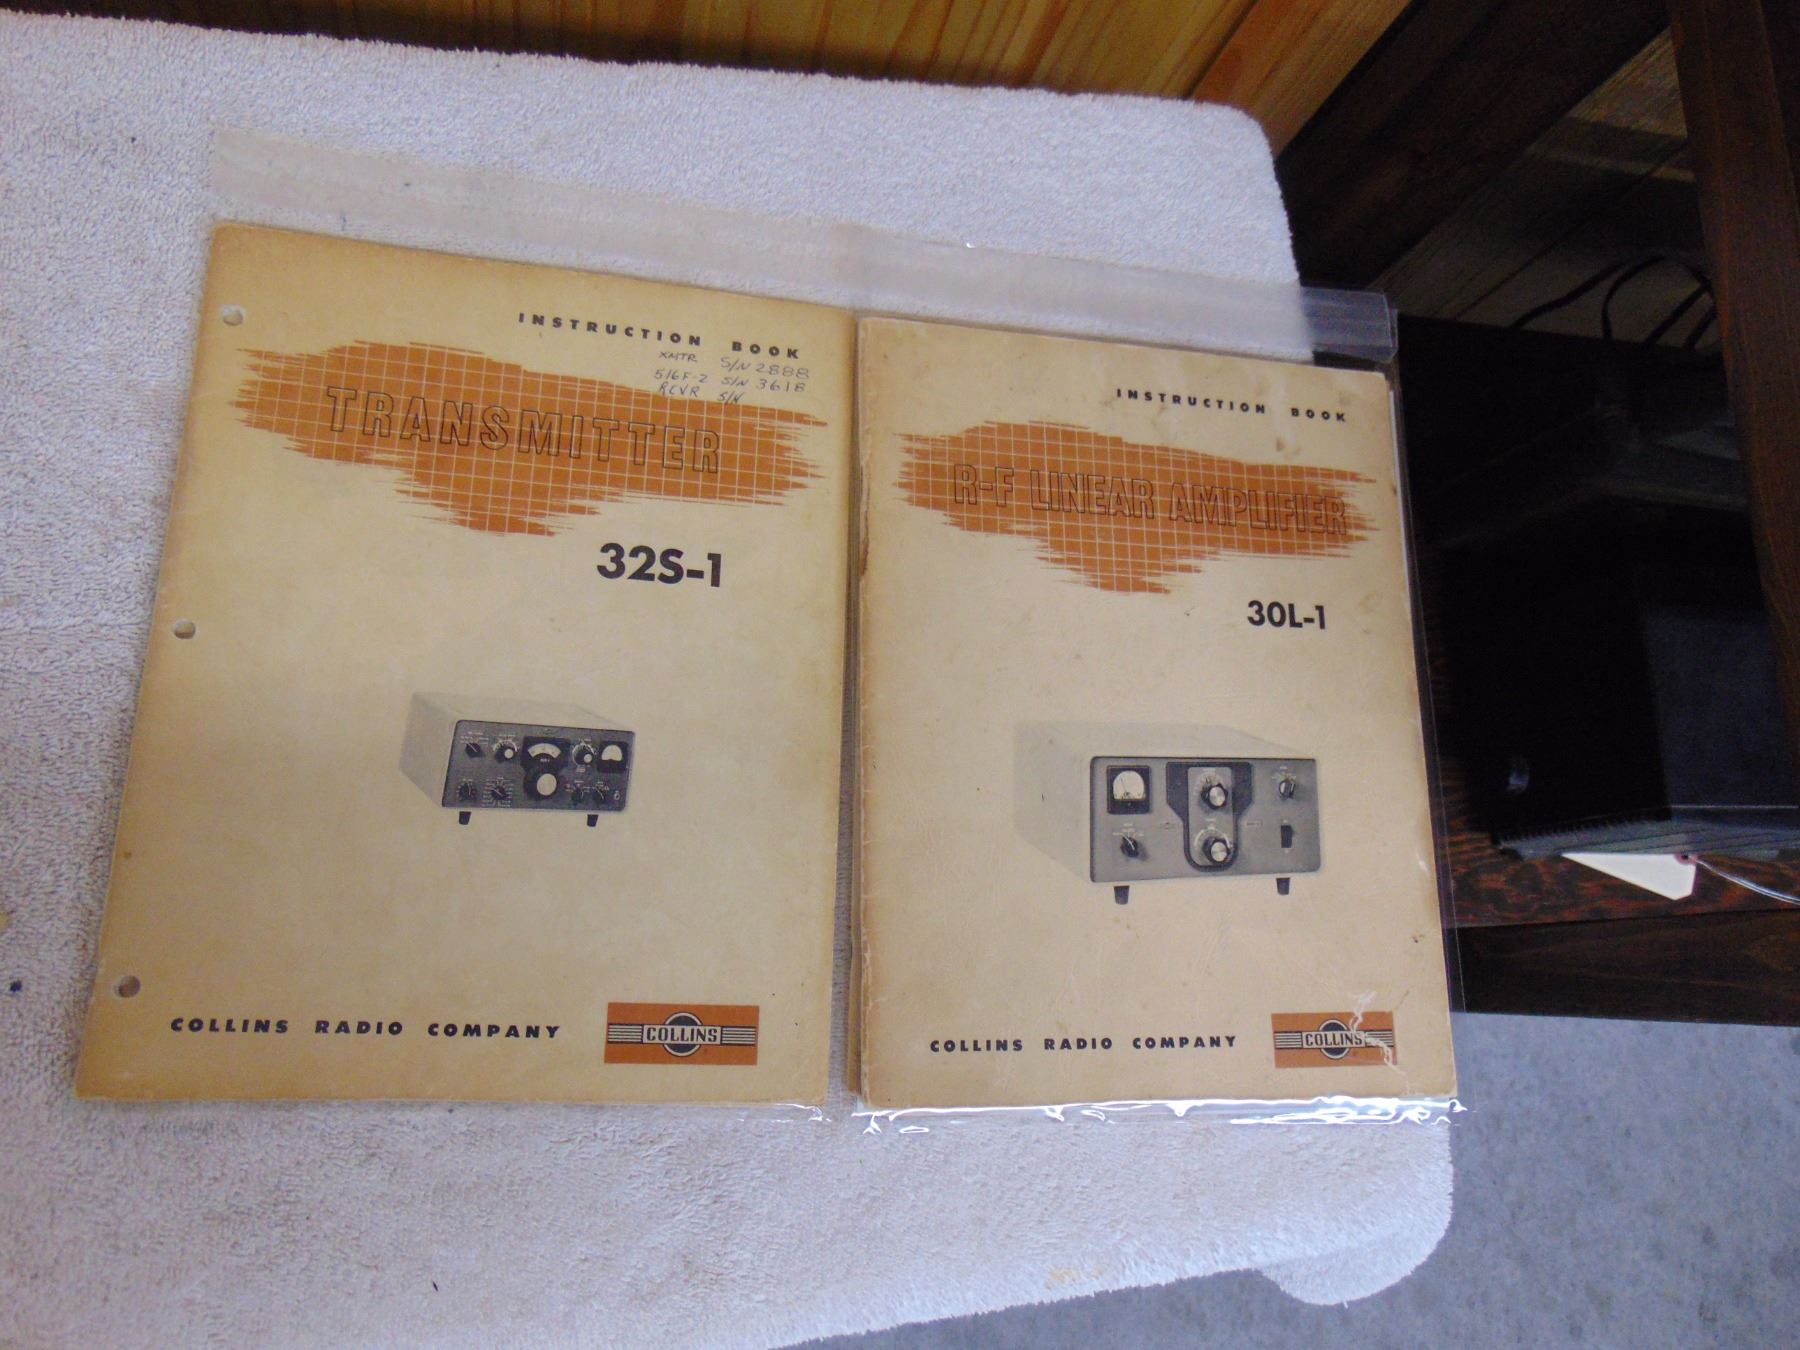 INSTRUCTION BOOK
XMTR S/N 2888
516F-2 S/N 3618
RCVR S/N
TRANSMITTER
32S-1
COLLINS RADIO COMPANY
COLLINS
INSTRUCTION BOOK
R-F LINEAR AMPLIFIER
30L-1
COLLINS RADIO COMPANY
COLLINS